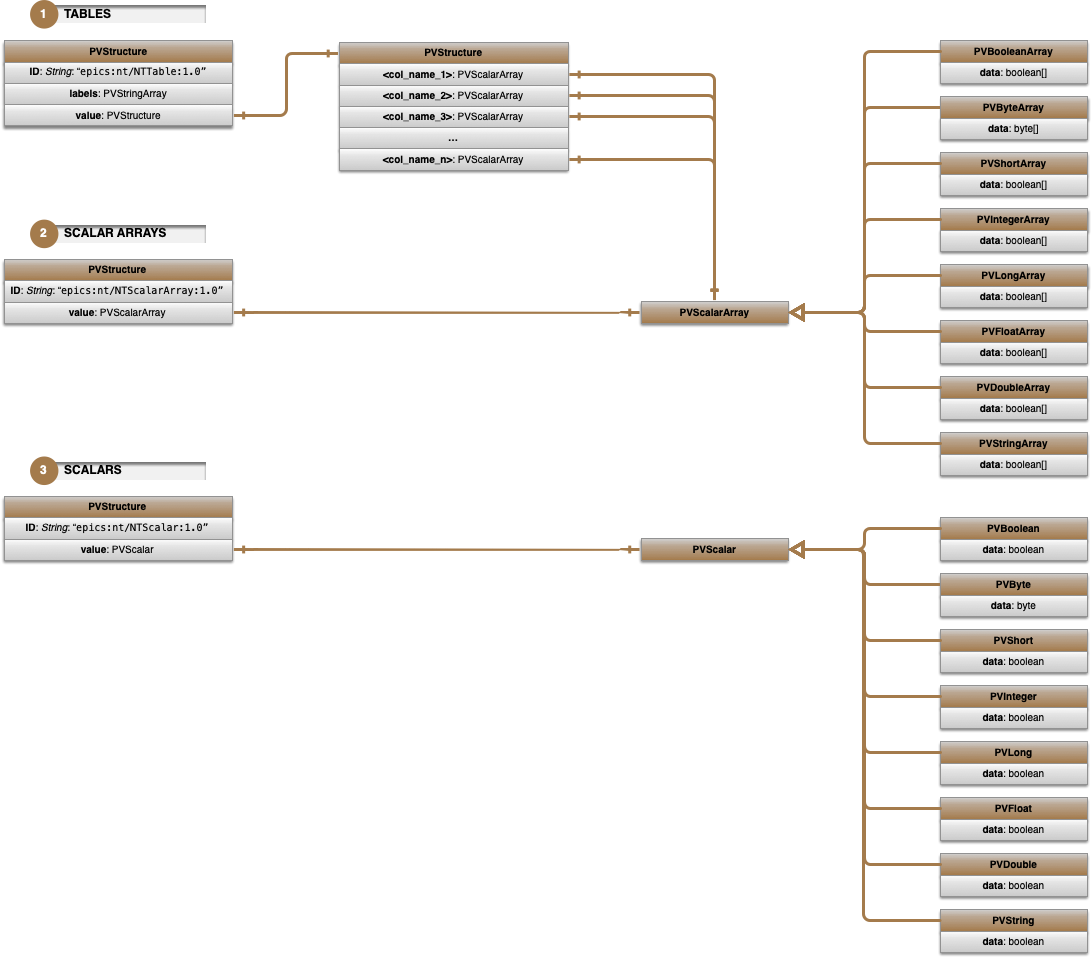 1 TABLES
PVStructure
ID: String: “epics:nt/NTTable:1.0”
labels: PVStringArray
value: PVStructure
PVStructure
<col_name_1>: PVScalarArray
<col_name_2>: PVScalarArray
<col_name_3>: PVScalarArray
...
<col_name_n>: PVScalarArray
2 SCALAR ARRAYS
PVStructure
ID: String: “epics:nt/NTScalarArray:1.0”
value: PVScalarArray
PVScalarArray
PVBooleanArray
data: boolean[]
PVByteArray
data: byte[]
PVShortArray
data: boolean[]
PVIntegerArray
data: boolean[]
PVLongArray
data: boolean[]
PVFloatArray
data: boolean[]
PVDoubleArray
data: boolean[]
PVStringArray
data: boolean[]
3 SCALARS
PVStructure
ID: String: “epics:nt/NTScalar:1.0”
value: PVScalar
PVScalar
PVBoolean
data: boolean
PVByte
data: byte
PVShort
data: boolean
PVInteger
data: boolean
PVLong
data: boolean
PVFloat
data: boolean
PVDouble
data: boolean
PVString
data: boolean